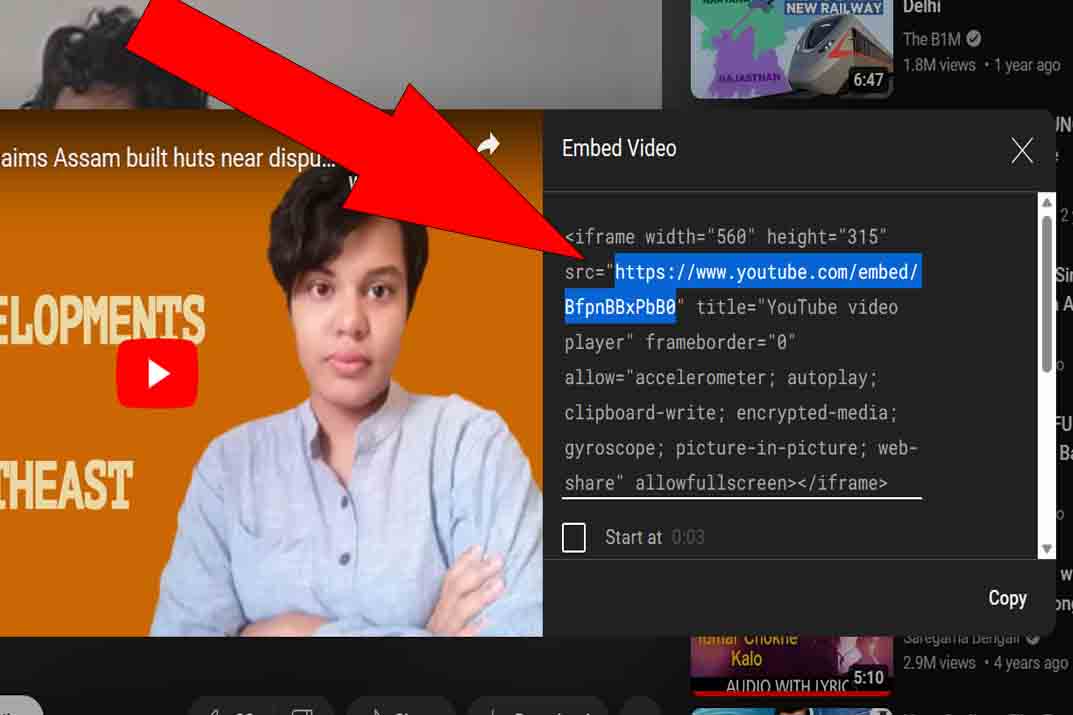 NEW RAILWAY
RAJASTHAN
6:47
Delhi
The B1M
1.8M views • 1 year ago
aims Assam built huts near dispu...
W
ELOPMENTS
THEAST
Embed Video
<iframe width="560" height="315"
src="https://www.youtube.com/embed/
BfpnBBxPbB0" title="YouTube video
player" frameborder="0"
allow="accelerometer; autoplay;
clipboard-write; encrypted-media;
gyroscope; picture-in-picture; web-
share" allowfullscreen></iframe>
Start at 0:03
Copy
Kalo
AUDIO WITH LYRIC
5:10
Saregama Bengali
2.9M views • 4 years ago